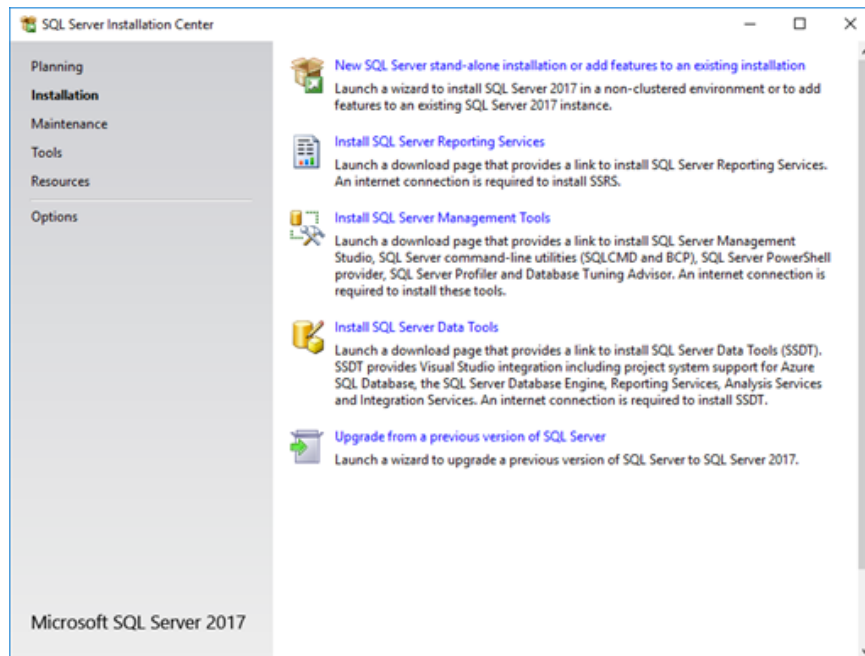 SQL Server Installation Center
Planning
Installation
Maintenance
Tools
Resources
Options
Microsoft SQL Server 2017
New SQL Server stand-alone installation or add features to an existing installation
Launch a wizard to install SQL Server 2017 in a non-clustered environment or to add
features to an existing SQL Server 2017 instance.
Install SQL Server Reporting Services
Launch a download page that provides a link to install SQL Server Reporting Services.
An internet connection is required to install SSRS.
Install SQL Server Management Tools
Launch a download page that provides a link to install SQL Server Management
Studio, SQL Server command-line utilities (SQLCMD and BCP), SQL Server PowerShell
provider, SQL Server Profiler and Database Tuning Advisor. An internet connection is
required to install these tools.
Install SQL Server Data Tools
Launch a download page that provides a link to install SQL Server Data Tools (SSDT).
SSDT provides Visual Studio integration including project system support for Azure
SQL Database, the SQL Server Database Engine, Reporting Services, Analysis Services
and Integration Services. An internet connection is required to install SSDT.
Upgrade from a previous version of SQL Server
Launch a wizard to upgrade a previous version of SQL Server to SQL Server 2017.